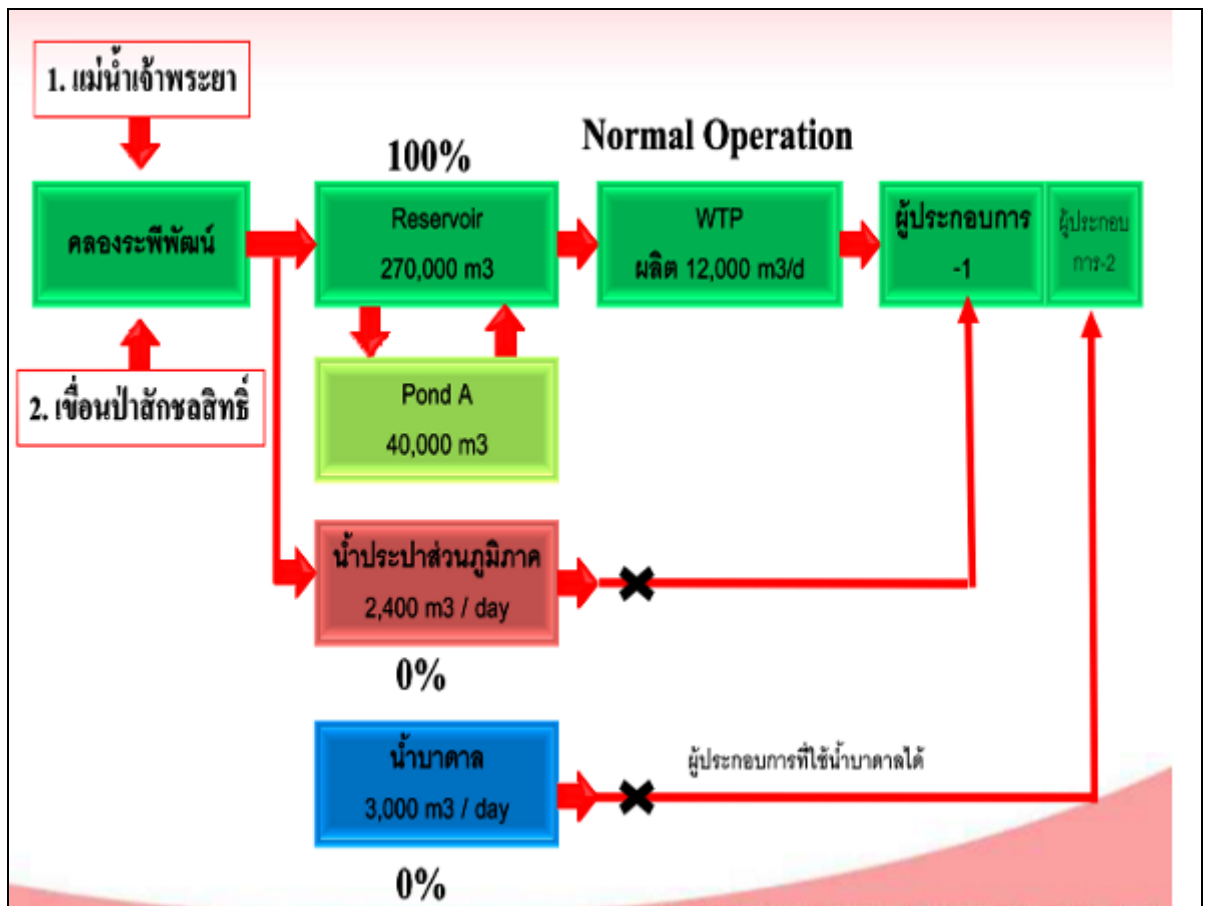 1. แม่น้ำเจ้าพระยา
Normal Operation
100%
คลองระพีพัฒน์
Reservoir
270,000 m3
WTP
ผลิต 12,000 m3/d
ผู้ประกอบการ
-1
ผู้ประกอบ
การ-2
2. เขื่อนป่าสักชลสิทธิ์
Pond A
40,000 m3
น้ำประปาส่วนภูมิภาค
2,400 m3 / day
0%
น้ำบาดาล
3,000 m3 / day
ผู้ประกอบการที่ใช้น้ำบาดาลได้
0%